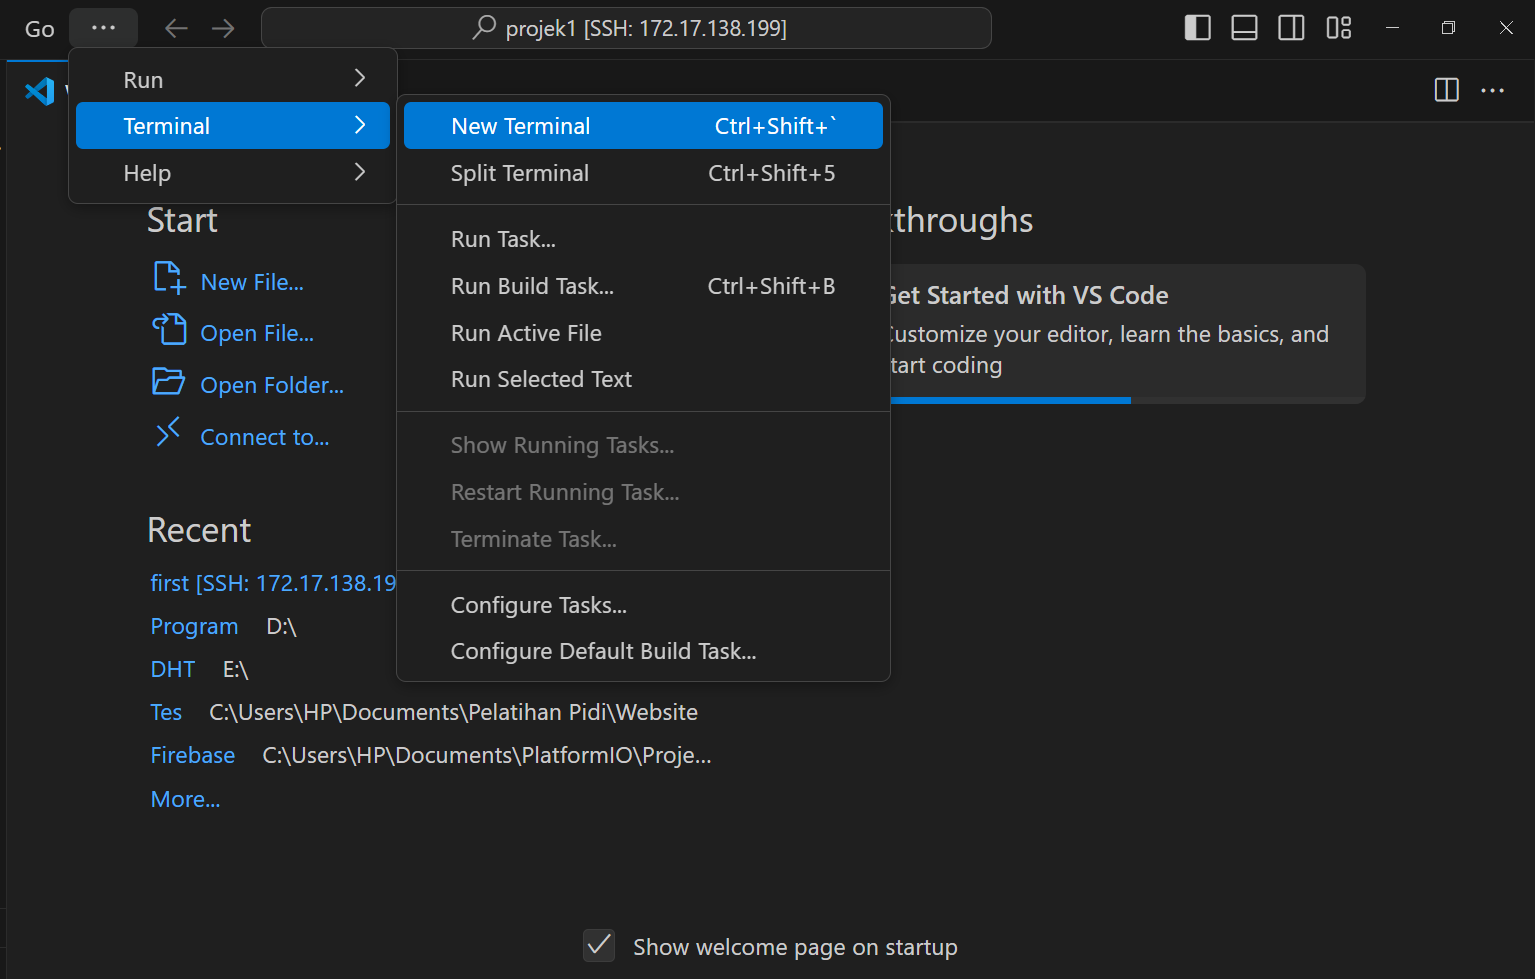 Go ··· projek1 [SSH: 172.17.138.199]
Run
Terminal
Help
New Terminal Ctrl+Shift+`
Split Terminal Ctrl+Shift+5
Run Task...
Run Build Task... Ctrl+Shift+B
Run Active File
Run Selected Text
Show Running Tasks...
Restart Running Task...
Terminate Task...
Configure Tasks...
Configure Default Build Task...
Start
New File...
Open File...
Open Folder...
Connect to...
Recent
first [SSH: 172.17.138.19
Program D:\
DHT E:\
Tes C:\Users\HP\Documents\Pelatihan Pidi\Website
Firebase C:\Users\HP\Documents\PlatformIO\Proje...
More...
kthroughs
Get Started with VS Code
Customize your editor, learn the basics, and
tart coding
Show welcome page on startup